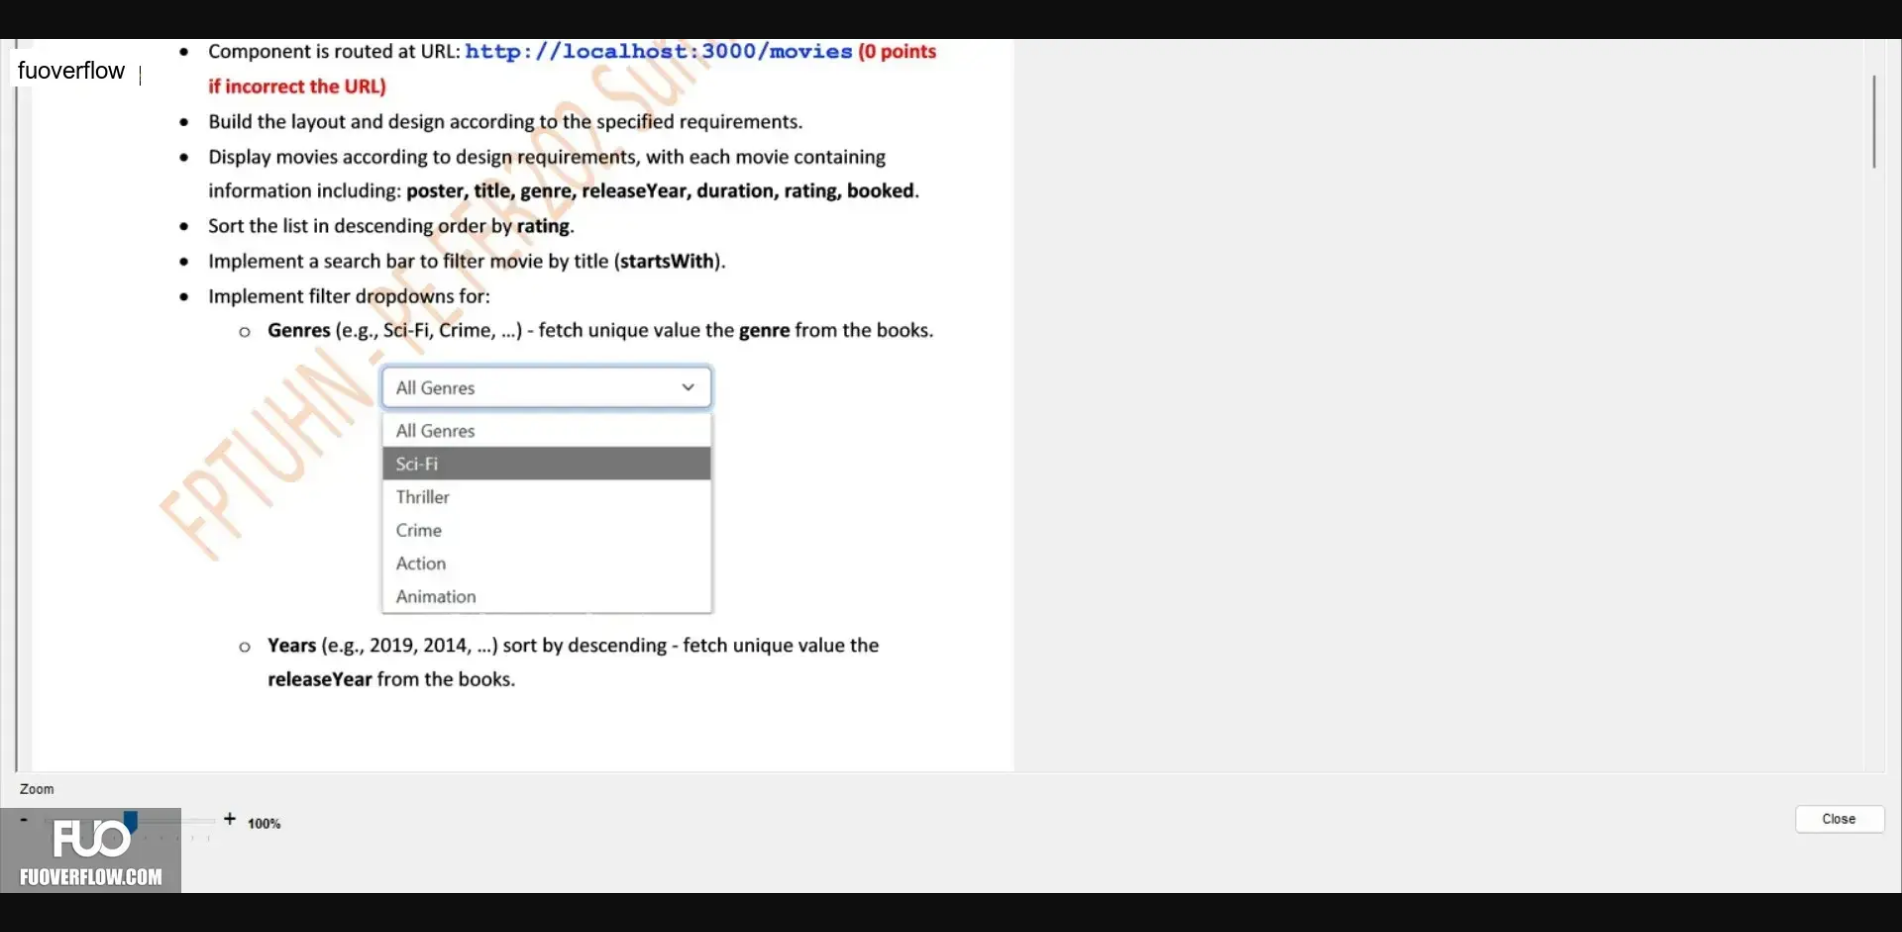 Component is routed at URL: http://localhost:3000/movies (0 points
fuoverflow
if incorrect the URL)
Build the layout and design according to the specified requirements.
Display movies according to design requirements, with each movie containing
information including: poster, title, genre, releaseYear, duration, rating, booked.
Sort the list in descending order by rating.
Implement a search bar to filter movie by title (startsWith).
Implement filter dropdowns for:
Genres (e.g., Sci-Fi, Crime, ...) - fetch unique value the genre from the books.
All Genres
All Genres
Sci-Fi
Thriller
Crime
Action
Animation
Years (e.g., 2019, 2014, ...) sort by descending - fetch unique value the
releaseYear from the books.
FPTUHN - PE FER202 Sum
Zoom
- + 100%
Close
FUO
FUOVERFLOW.COM